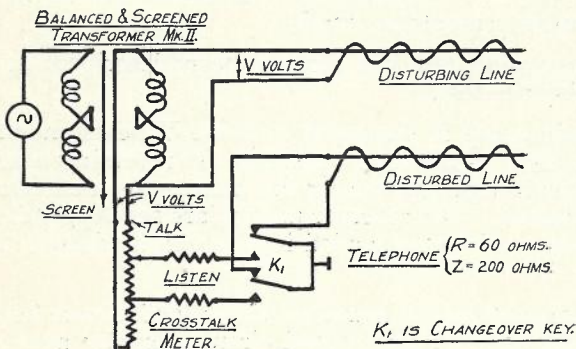 BALANCED & SCREENED
TRANSFORMER MK.II.
V VOLTS
DISTURBING LINE
DISTURBED LINE
SCREEN
V VOLTS
TALK
LISTEN
K₁
TELEPHONE { R = 60 OHMS.
Z = 200 OHMS.
CROSSTALK
METER.
K₁ IS CHANGEOVER KEY.